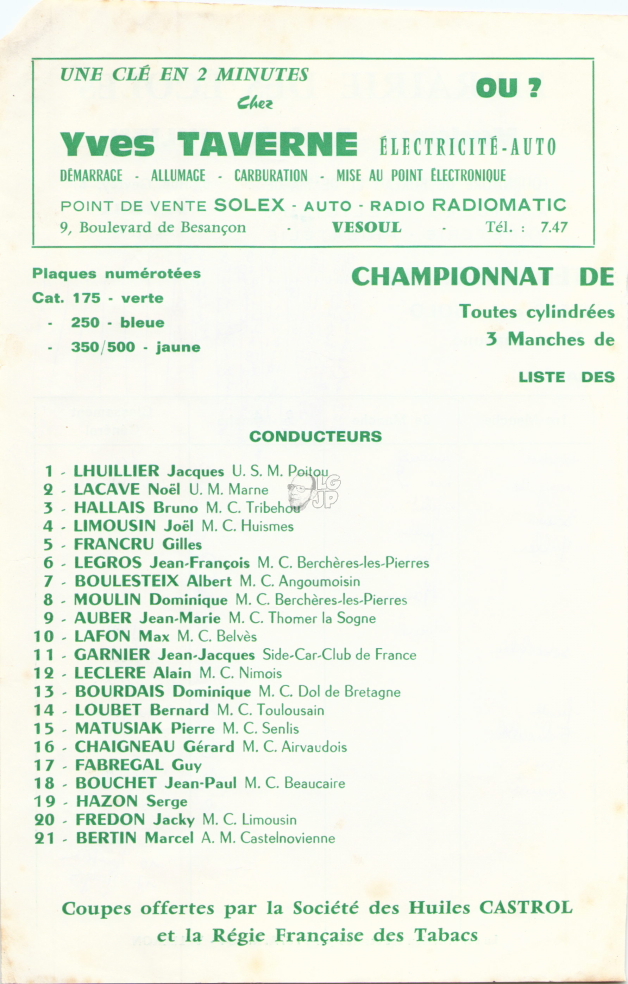 UNE CLÉ EN 2 MINUTES
OU ?
Chez
Yves TAVERNE ÉLECTRICITÉ-AUTO
DÉMARRAGE - ALLUMAGE - CARBURATION - MISE AU POINT ÉLECTRONIQUE
POINT DE VENTE SOLEX - AUTO - RADIO RADIOMATIC
9, Boulevard de Besançon - VESOUL - Tél. : 7.47
Plaques numérotées
Cat. 175 - verte
- 250 - bleue
- 350/500 - jaune
CHAMPIONNAT DE
Toutes cylindrées
3 Manches de
LISTE DES
CONDUCTEURS
1 - LHUILLIER Jacques U. S. M. Poitou
2 - LACAVE Noël U. M. Marne
3 - HALLAIS Bruno M. C. Tribehou
4 - LIMOUSIN Joël M. C. Huismes
5 - FRANCRU Gilles
6 - LEGROS Jean-François M. C. Berchères-les-Pierres
7 - BOULESTEIX Albert M. C. Angoumoisin
8 - MOULIN Dominique M. C. Berchères-les-Pierres
9 - AUBER Jean-Marie M. C. Thomer la Sogne
10 - LAFON Max M. C. Belvès
11 - GARNIER Jean-Jacques Side-Car-Club de France
12 - LECLERE Alain M. C. Nimois
13 - BOURDAIS Dominique M. C. Dol de Bretagne
14 - LOUBET Bernard M. C. Toulousain
15 - MATUSIAK Pierre M. C. Senlis
16 - CHAIGNEAU Gérard M. C. Airvaudois
17 - FABREGAL Guy
18 - BOUCHET Jean-Paul M. C. Beaucaire
19 - HAZON Serge
20 - FREDON Jacky M. C. Limousin
21 - BERTIN Marcel A. M. Castelnovienne
LG
JP
Coupes offertes par la Société des Huiles CASTROL
et la Régie Française des Tabacs